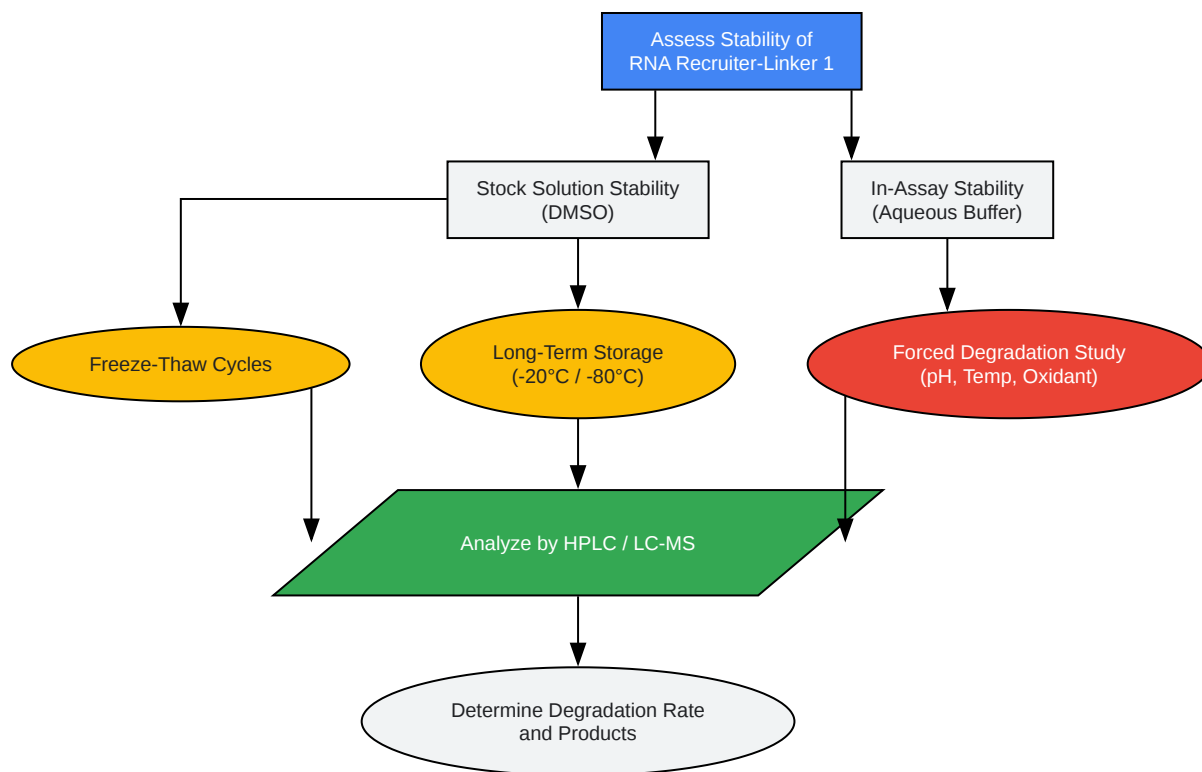 Assess Stability of
RNA Recruiter-Linker 1
Stock Solution Stability
(DMSO)
In-Assay Stability
(Aqueous Buffer)
Freeze-Thaw Cycles
Long-Term Storage
(-20°C / -80°C)
Forced Degradation Study
(pH, Temp, Oxidant)
Analyze by HPLC / LC-MS
Determine Degradation Rate
and Products